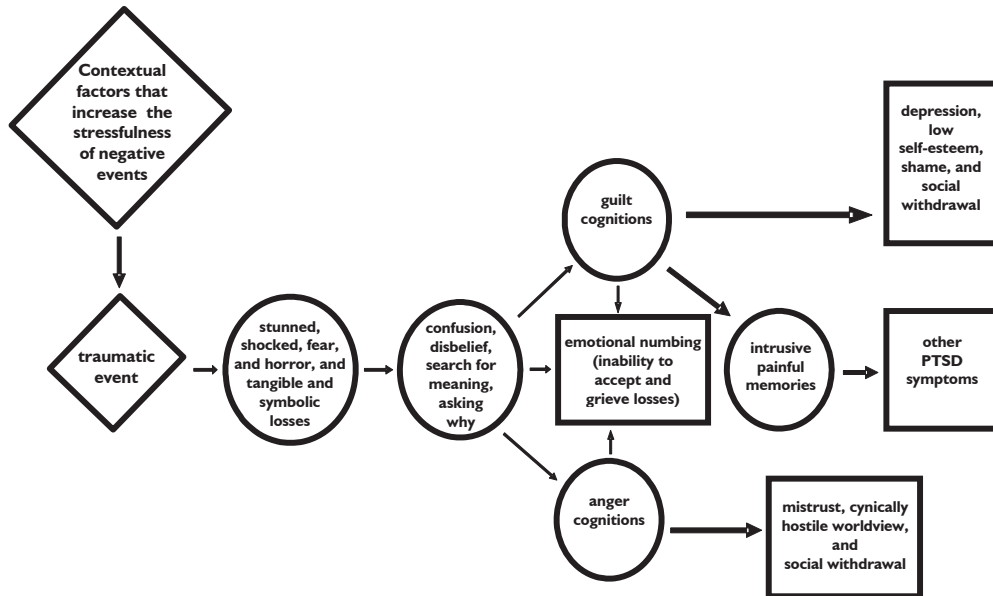 Contextual
factors that
increase the
stressfulness
of negative
events
traumatic
event
stunned,
shocked, fear,
and horror, and
tangible and
symbolic
losses
confusion,
disbelief,
search for
meaning,
asking
why
guilt
cognitions
emotional numbing
(inability to
accept and
grieve losses)
anger
cognitions
intrusive
painful
memories
depression,
low
self-esteem,
shame, and
social
withdrawal
other
PTSD
symptoms
mistrust, cynically
hostile worldview,
and
social withdrawal